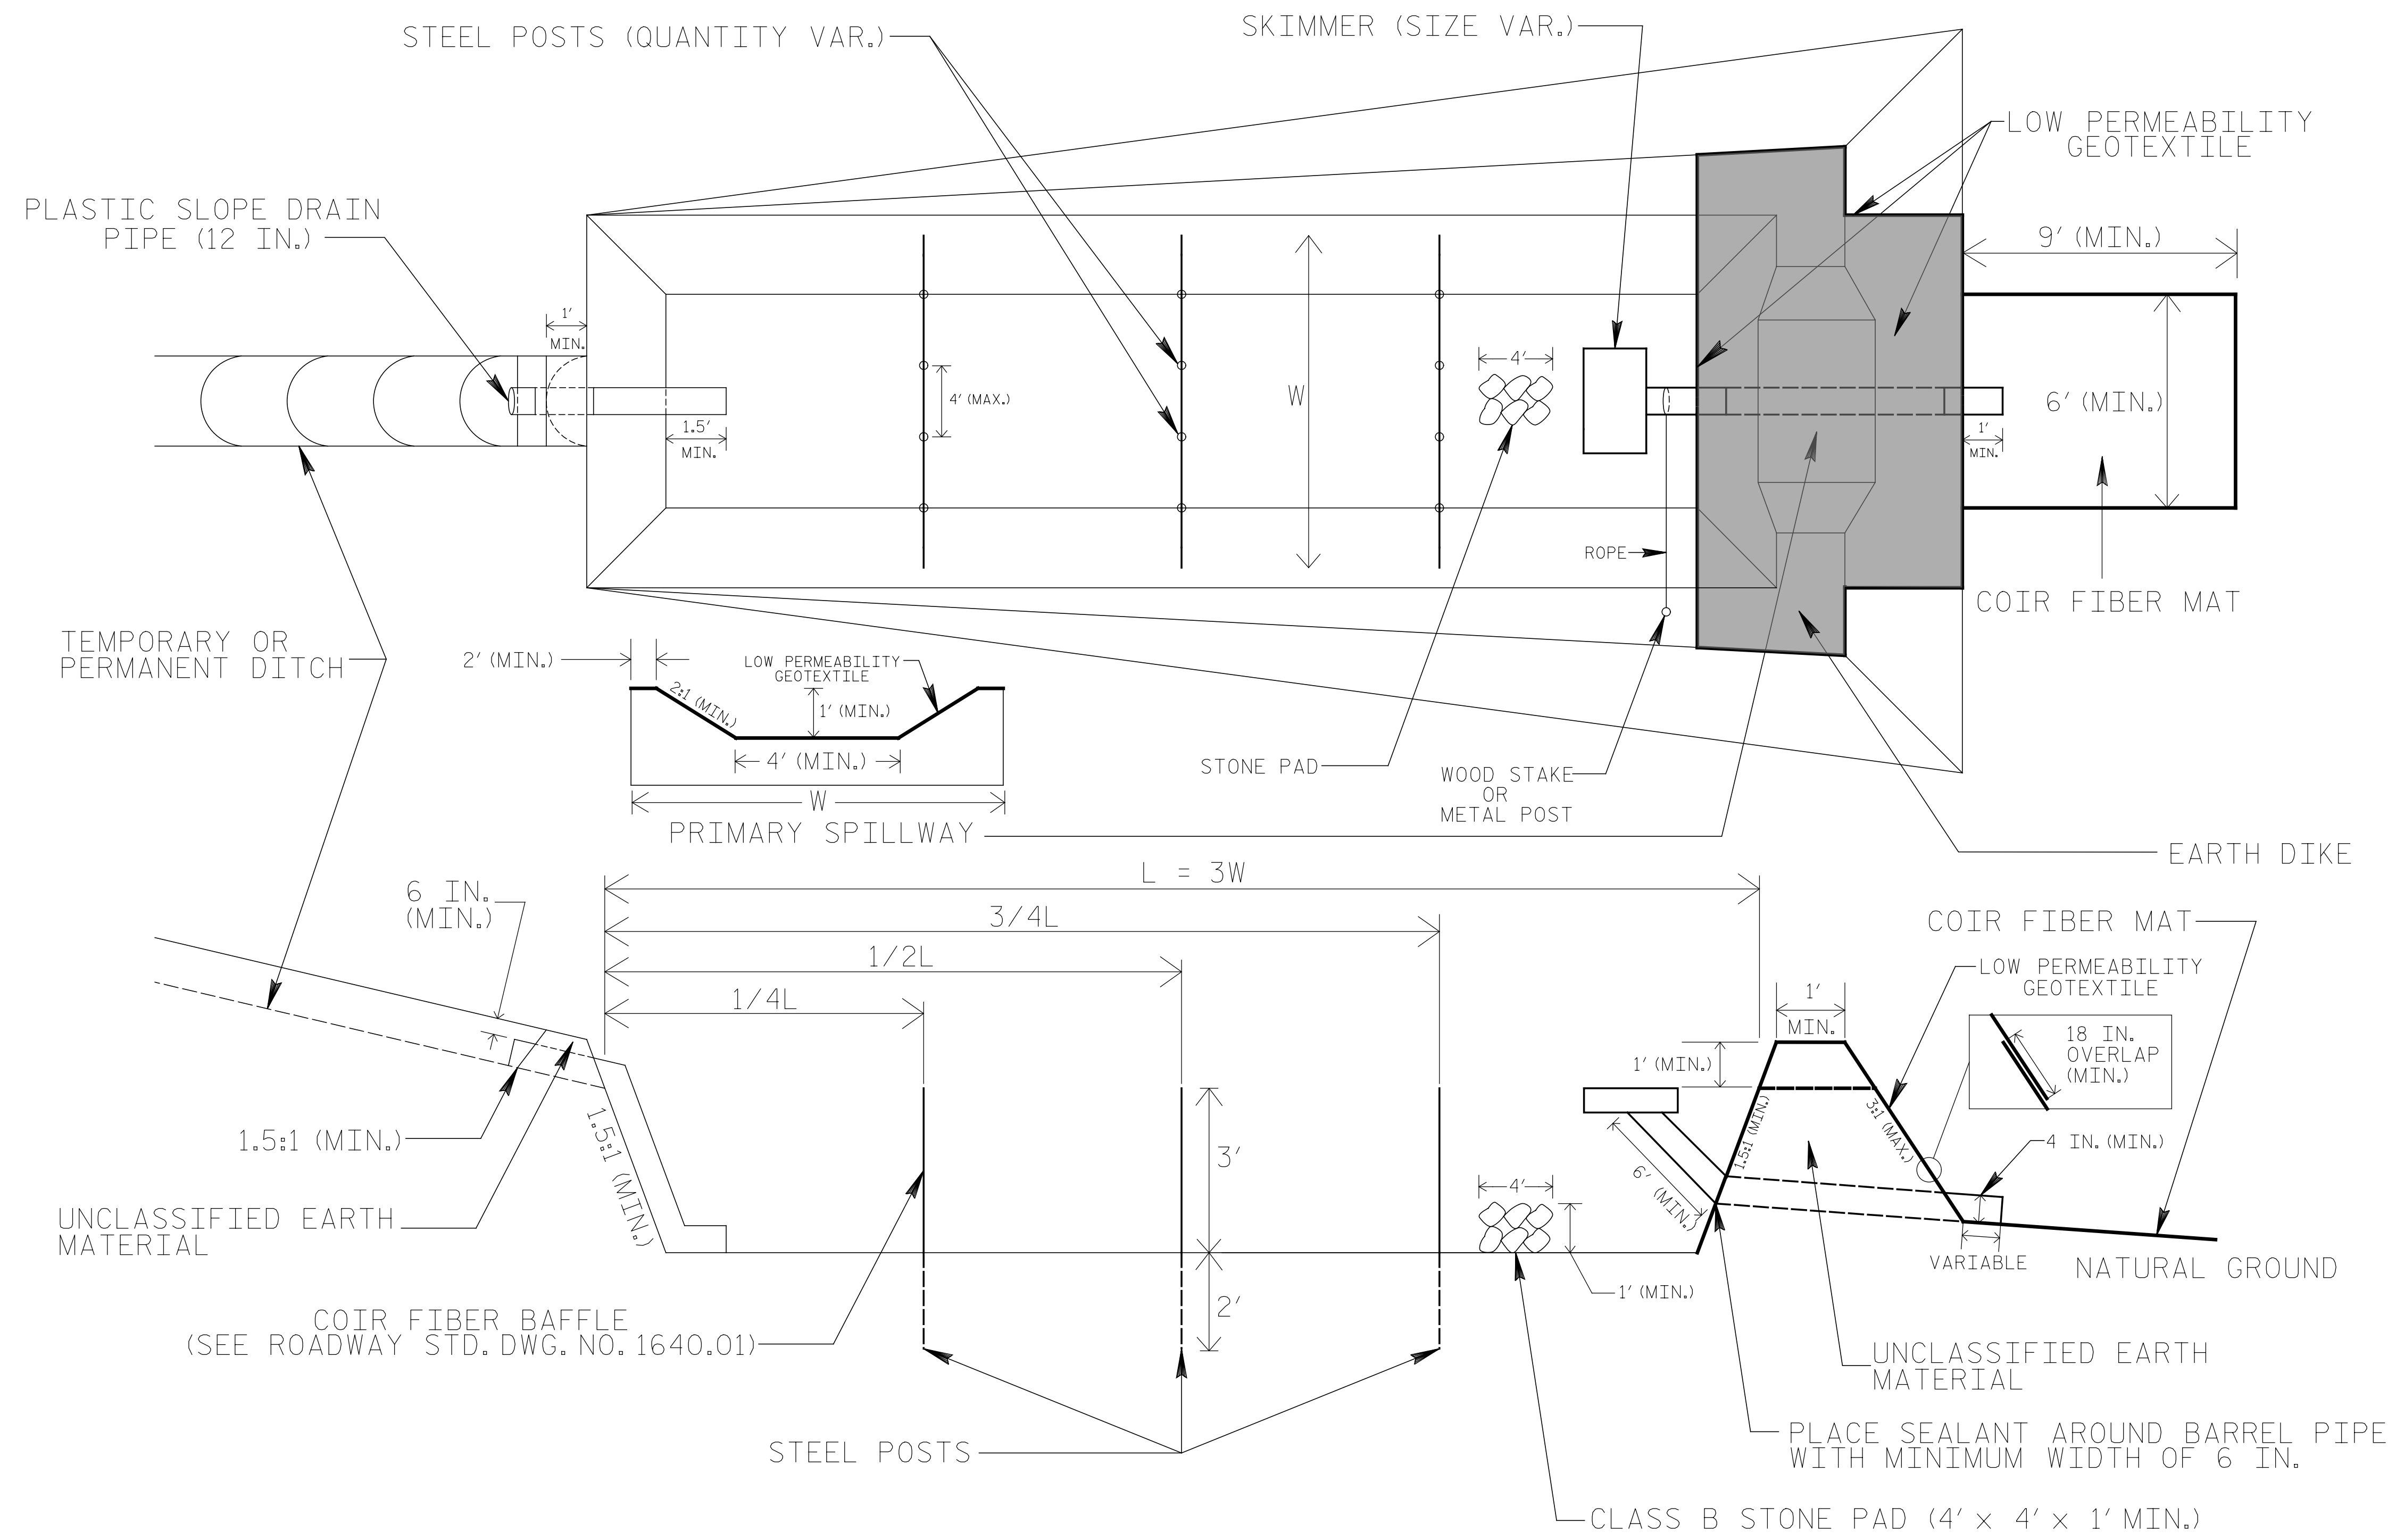 STEEL POSTS (QUANTITY VAR.)
SKIMMER (SIZE VAR.)
LOW PERMEABILITY
GEOTEXTILE
PLASTIC SLOPE DRAIN
PIPE (12 IN.)
9' (MIN.)
1'
MIN.
4'
4' (MAX.)
W
6' (MIN.)
1.5'
MIN.
1'
MIN.
ROPE
COIR FIBER MAT
TEMPORARY OR
PERMANENT DITCH
2' (MIN.)
LOW PERMEABILITY
GEOTEXTILE
2:1 (MIN.)
1' (MIN.)
4' (MIN.)
STONE PAD
WOOD STAKE
OR
METAL POST
W
PRIMARY SPILLWAY
EARTH DIKE
L = 3W
6 IN.
(MIN.)
3/4L
COIR FIBER MAT
1/2L
LOW PERMEABILITY
GEOTEXTILE
1/4L
1'
MIN.
18 IN.
OVERLAP
(MIN.)
1' (MIN.)
1.5:1 (MIN.)
1.5:1 (MIN.)
1.5:1 (MIN.)
3:1 (MAX.)
4 IN. (MIN.)
3'
6' (MIN.)
4'
UNCLASSIFIED EARTH
MATERIAL
VARIABLE
NATURAL GROUND
1' (MIN.)
2'
COIR FIBER BAFFLE
(SEE ROADWAY STD. DWG. NO. 1640.01)
UNCLASSIFIED EARTH
MATERIAL
STEEL POSTS
PLACE SEALANT AROUND BARREL PIPE
WITH MINIMUM WIDTH OF 6 IN.
CLASS B STONE PAD (4' x 4' x 1' MIN.)